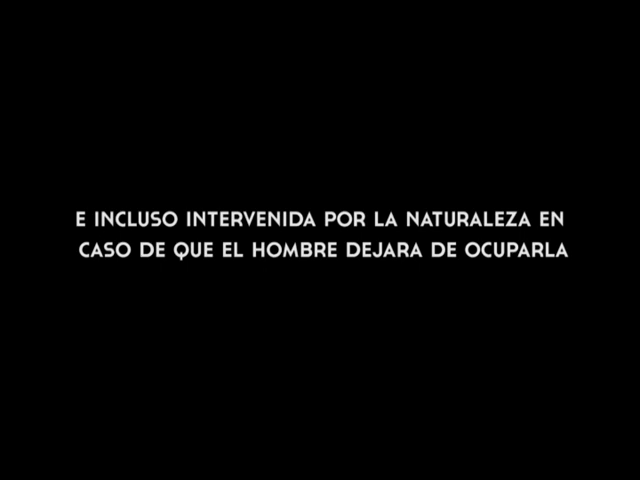 E INCLUSO INTERVENIDA POR LA NATURALEZA EN
CASO DE QUE EL HOMBRE DEJARA DE OCUPARLA